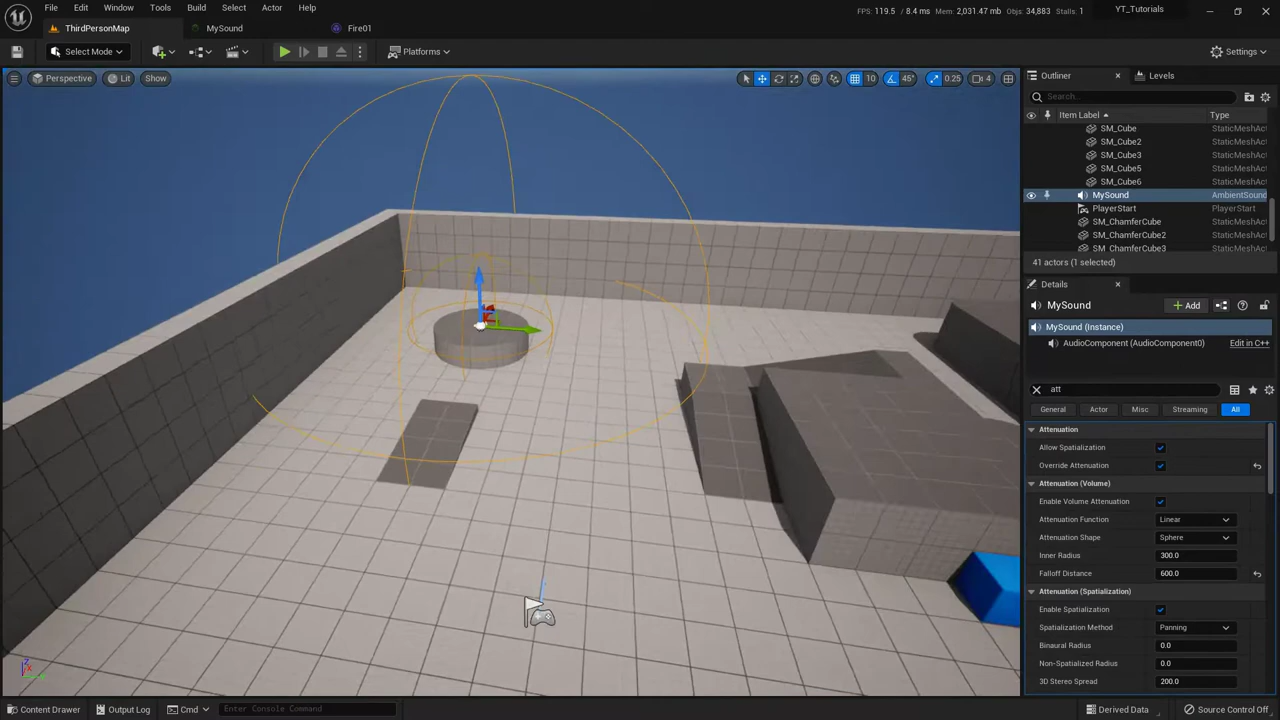 File Edit Window Tools Build Select Actor Help
FPS: 119.5 / 8.4 ms Mem: 2,031.47 mb Objs: 34,883 Stalls: 1
YT_Tutorials
ThirdPersonMap MySound Fire01
Select Mode Platforms Settings
Perspective Lit Show 10 45° 0.25 4
Outliner Levels
Search...
Item Label Type
SM_Cube StaticMeshAct
SM_Cube2 StaticMeshAct
SM_Cube3 StaticMeshAct
SM_Cube5 StaticMeshAct
SM_Cube6 StaticMeshAct
MySound AmbientSound
PlayerStart PlayerStart
SM_ChamferCube StaticMeshAct
SM_ChamferCube2 StaticMeshAct
SM_ChamferCube3 StaticMeshAct
41 actors (1 selected)
Details
MySound Add
MySound (Instance)
AudioComponent (AudioComponent0) Edit in C++
att
General Actor Misc Streaming All
Attenuation
Allow Spatialization
Override Attenuation
Attenuation (Volume)
Enable Volume Attenuation
Attenuation Function Linear
Attenuation Shape Sphere
Inner Radius 300.0
Falloff Distance 600.0
Attenuation (Spatialization)
Enable Spatialization
Spatialization Method Panning
Binaural Radius 0.0
Non-Spatialized Radius 0.0
3D Stereo Spread 200.0
Z
X
Content Drawer Output Log Cmd Enter Console Command Derived Data Source Control Off